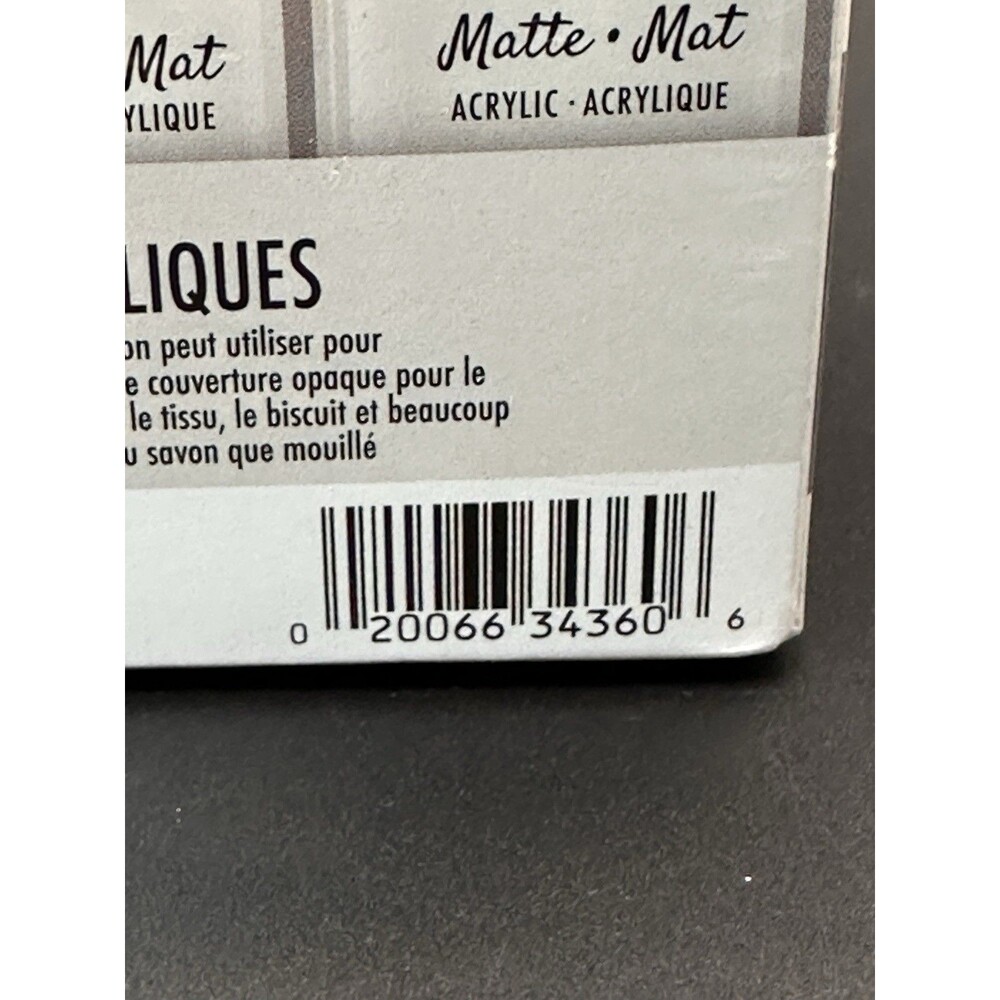 Mat
Matte • Mat
YLIQUE
ACRYLIC · ACRYLIQUE
LIQUES
on peut utiliser pour
e couverture opaque pour le
le tissu, le biscuit et beaucoup
u savon que mouillé
0 20066 34360 6